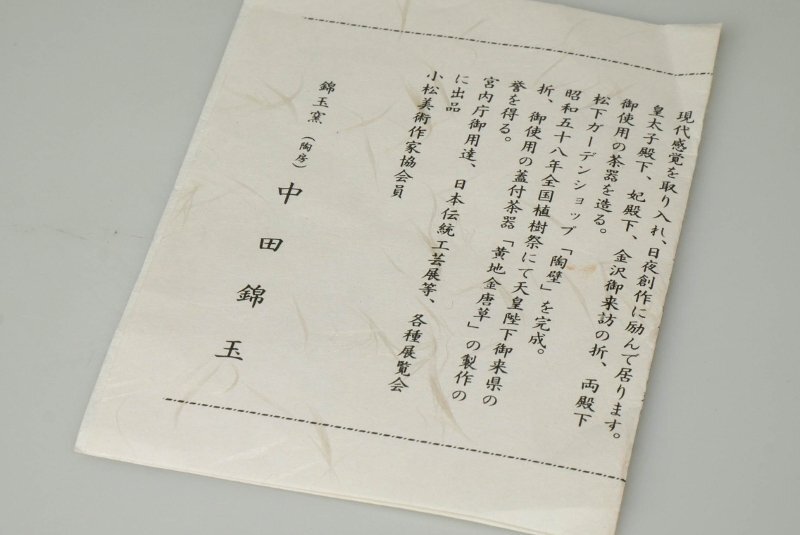 現代感覚を取り入れ、日夜創作に励んで居ります。
皇太子殿下、妃殿下、金沢御来訪の折、両殿下
御使用の茶器を造る。
松下ガーデンショップ「陶壁」を完成。
昭和五十八年全国植樹祭にて天皇陛下御来県の
折、御使用の蓋付茶器「黄地金唐草」の製作の
誉を得る。
宮内庁御用達、日本伝統工芸展等、各種展覧会
に出品
小松美術作家協会会員
錦玉窯(陶房)
中田錦玉